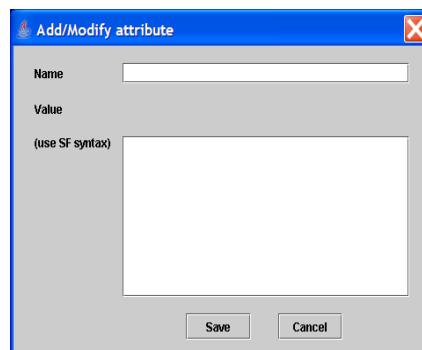 Add/Modify attribute
Name
Value
(use SF syntax)
Save Cancel